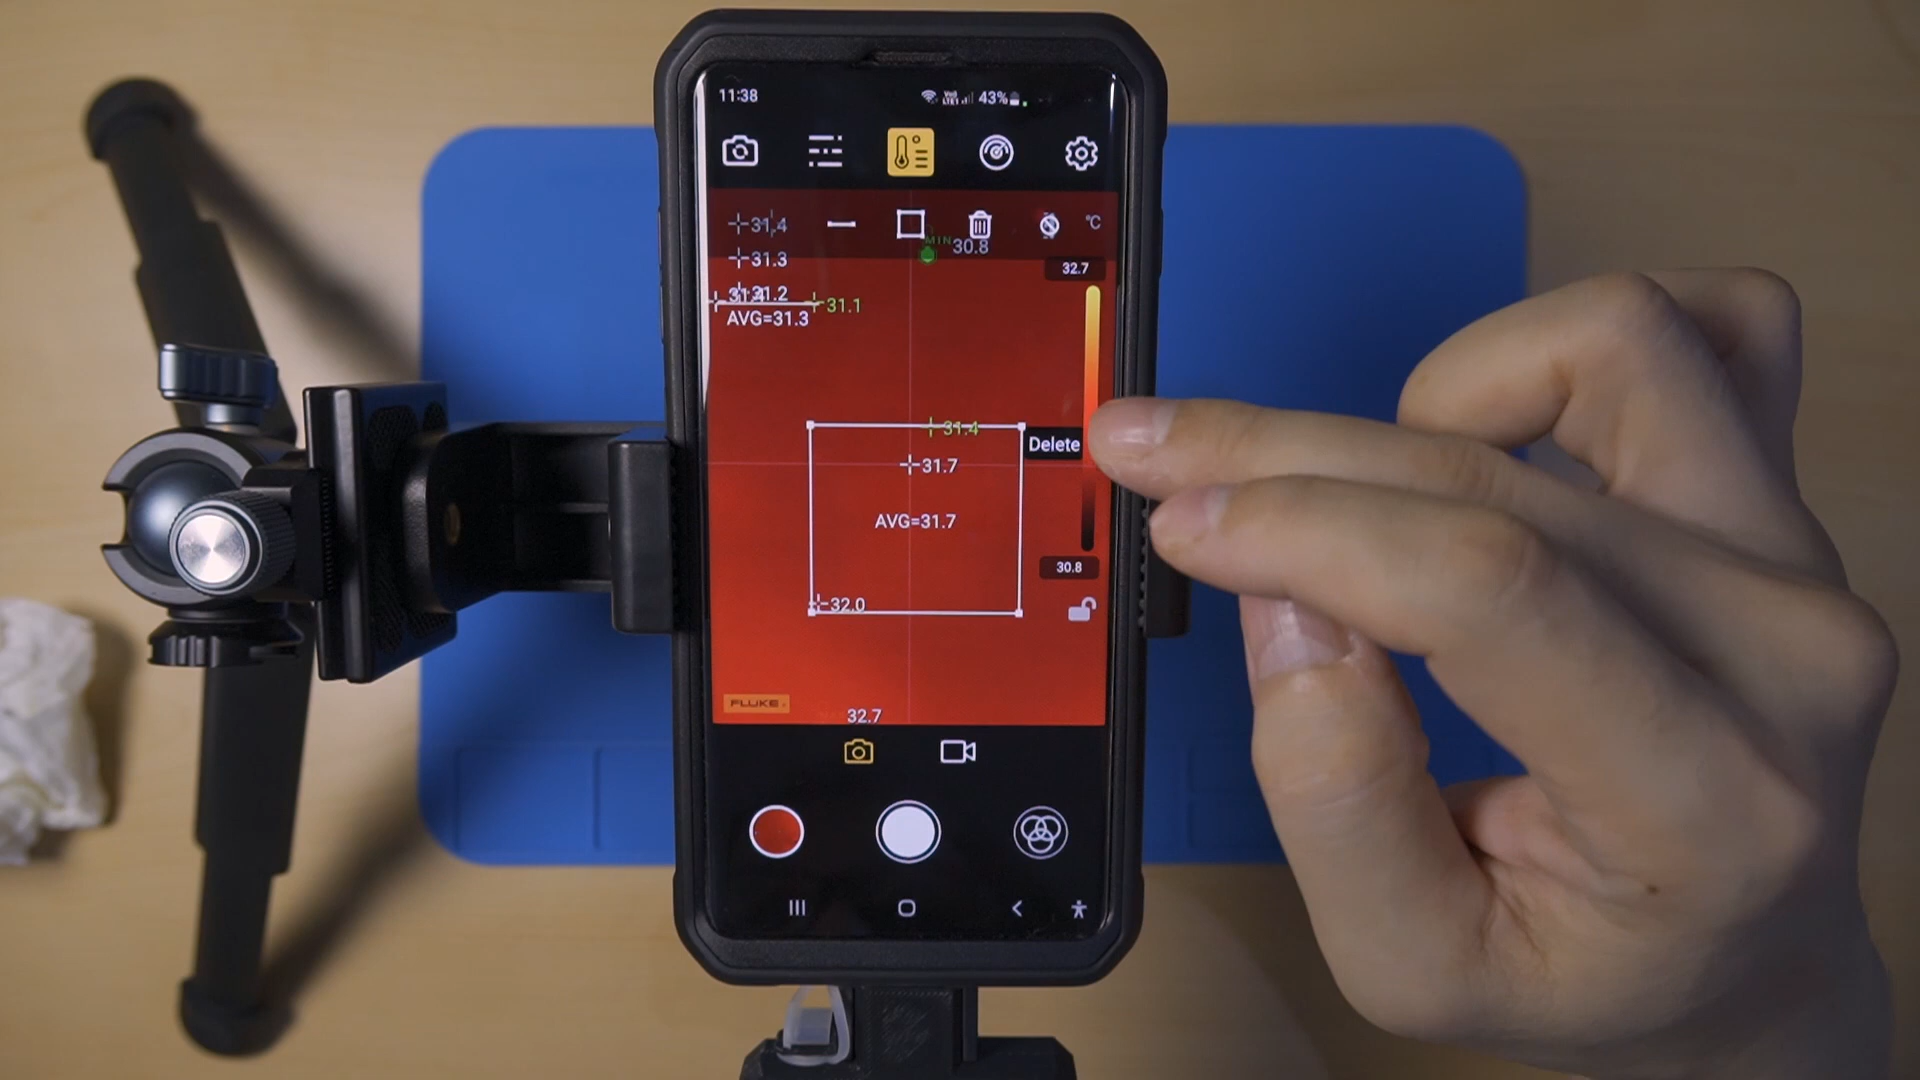 11:38 43%
31.4 °C
MIN 30.8
31.3 32.7
31.2
31.1
AVG=31.3
31.4
Delete
31.7
AVG=31.7
30.8
32.0
FLUKE
32.7